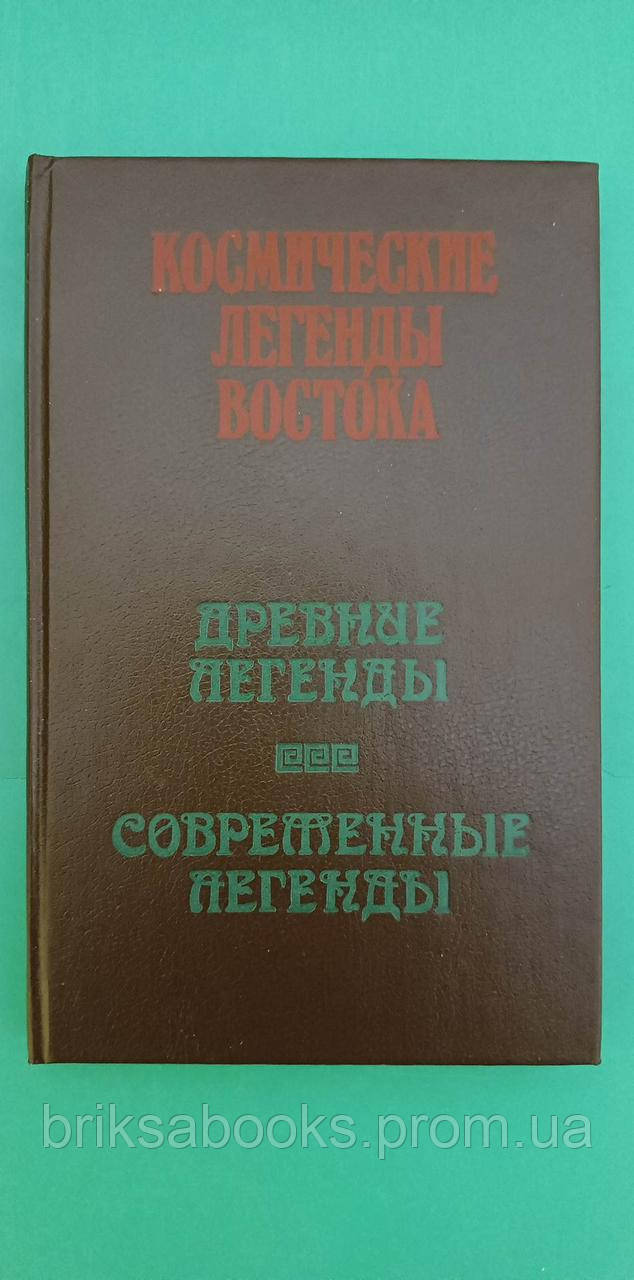 КОСМИЧЕСКИЕ
ЛЕГЕНДЫ
ВОСТОКА
ДРЕВНИЕ
ЛЕГЕНДЫ
СОВРЕМЕННЫЕ
ЛЕГЕНДЫ
briksabooks.prom.ua